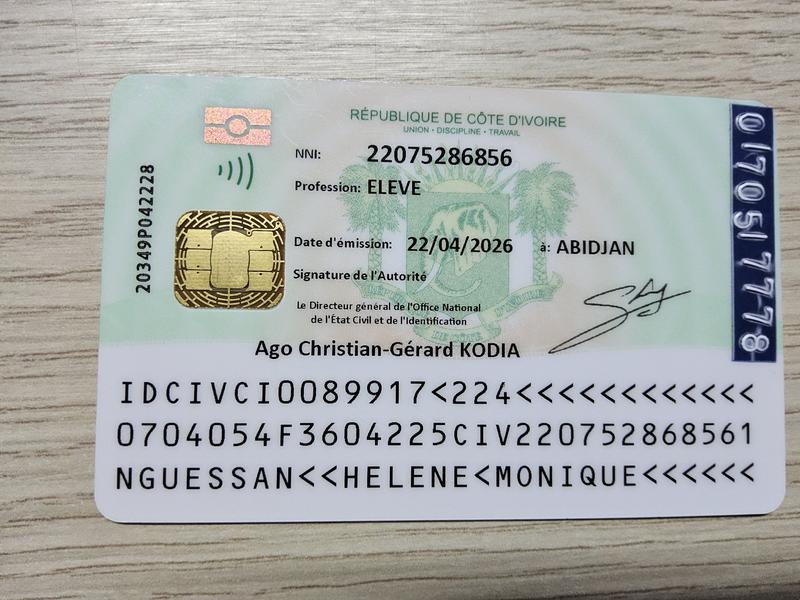 RÉPUBLIQUE DE CÔTE D'IVOIRE
UNION • DISCIPLINE • TRAVAIL
NNI: 22075286856
Profession: ELEVE
Date d'émission: 22/04/2026 à: ABIDJAN
Signature de l'Autorité
Le Directeur général de l'Office National
de l'État Civil et de l'Identification
Ago Christian-Gérard KODIA
20349P042228
0170517778
IDCIVCI0089917<224<<<<<<<<<<<<
0704054F3604225CIV220752868561
NGUESSAN<<HELENE<MONIQUE<<<<<<